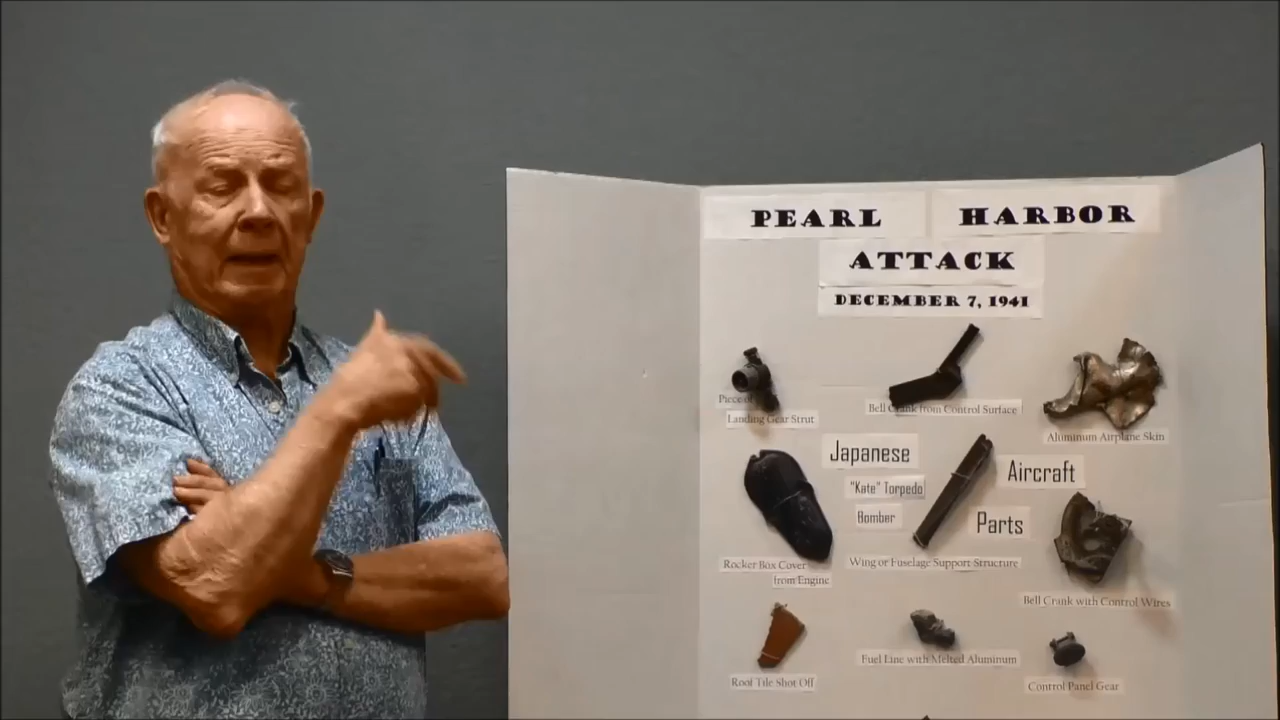 PEARL HARBOR
ATTACK
DECEMBER 7, 1941
Piece of
Landing Gear Strut
Bell Crank from Control Surface
Aluminum Airplane Skin
Japanese
"Kate" Torpedo
Bomber
Aircraft
Parts
Rocker Box Cover
from Engine
Wing or Fuselage Support Structure
Bell Crank with Control Wires
Roof Tile Shot Off
Fuel Line with Melted Aluminum
Control Panel Gear